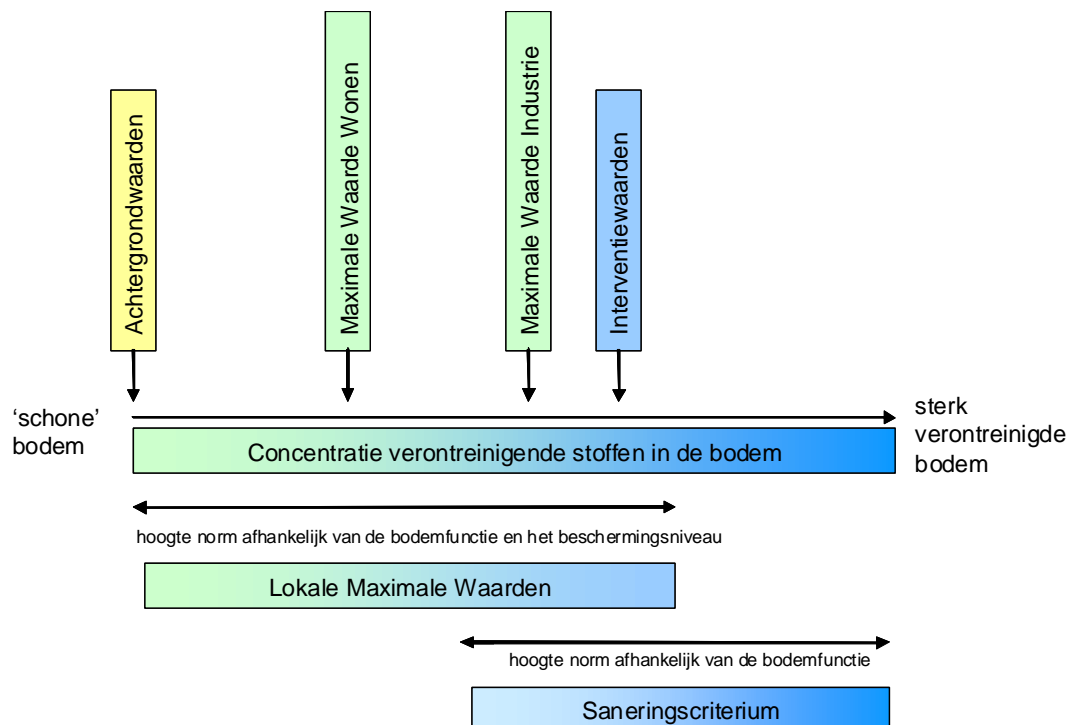 Achtergrondwaarden
Maximale Waarde Wonen
Maximale Waarde Industrie
Interventiewaarden
‘schone’
bodem
sterk
verontreinigde
bodem
Concentratie verontreinigende stoffen in de bodem
hoogte norm afhankelijk van de bodemfunctie en het beschermingsniveau
Lokale Maximale Waarden
hoogte norm afhankelijk van de bodemfunctie
Saneringscriterium